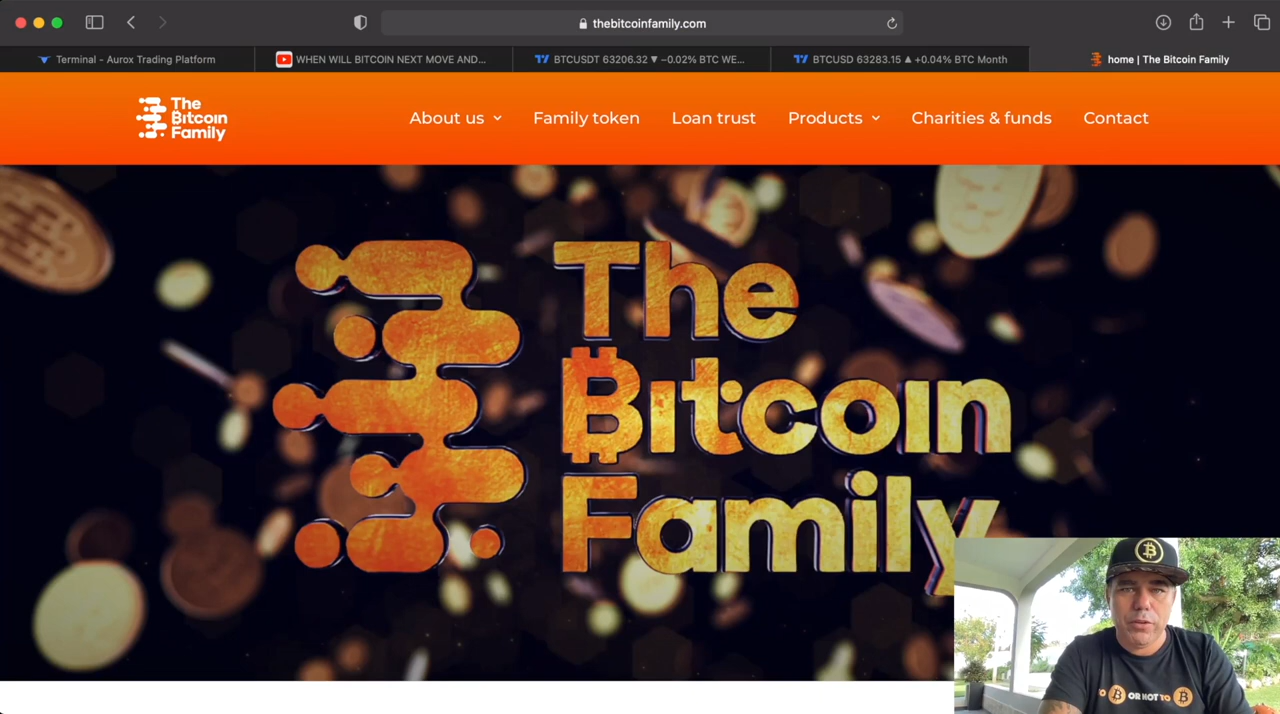 thebitcoinfamily.com
Terminal - Aurox Trading Platform
WHEN WILL BITCOIN NEXT MOVE AND...
BTCUSDT 63206.32 ▼ −0.02% BTC WE...
BTCUSD 63283.15 ▲ +0.04% BTC Month
home | The Bitcoin Family
The
Bitcoin
Family
About us
Family token
Loan trust
Products
Charities & funds
Contact
The
Bitcoin
Family
OR NOT TO